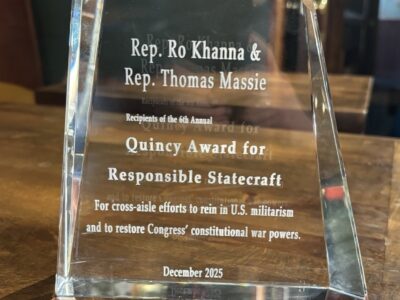 Rep. Ro Khanna &
Rep. Thomas Massie
Recipients of the 6th Annual
Quincy Award for
Responsible Statecraft
For cross-aisle efforts to rein in U.S. militarism
and to restore Congress' constitutional war powers.
December 2025